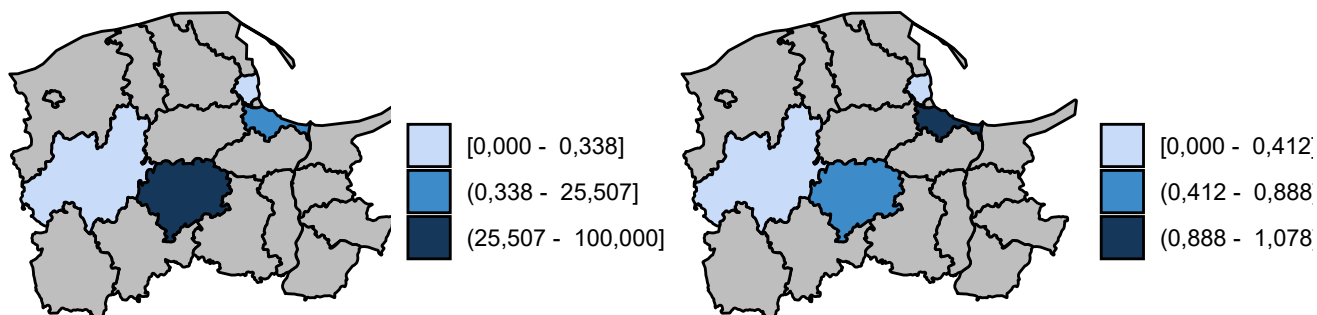 [0,000 - 0,338]
(0,338 - 25,507]
(25,507 - 100,000]
[0,000 - 0,412]
(0,412 - 0,888]
(0,888 - 1,078]